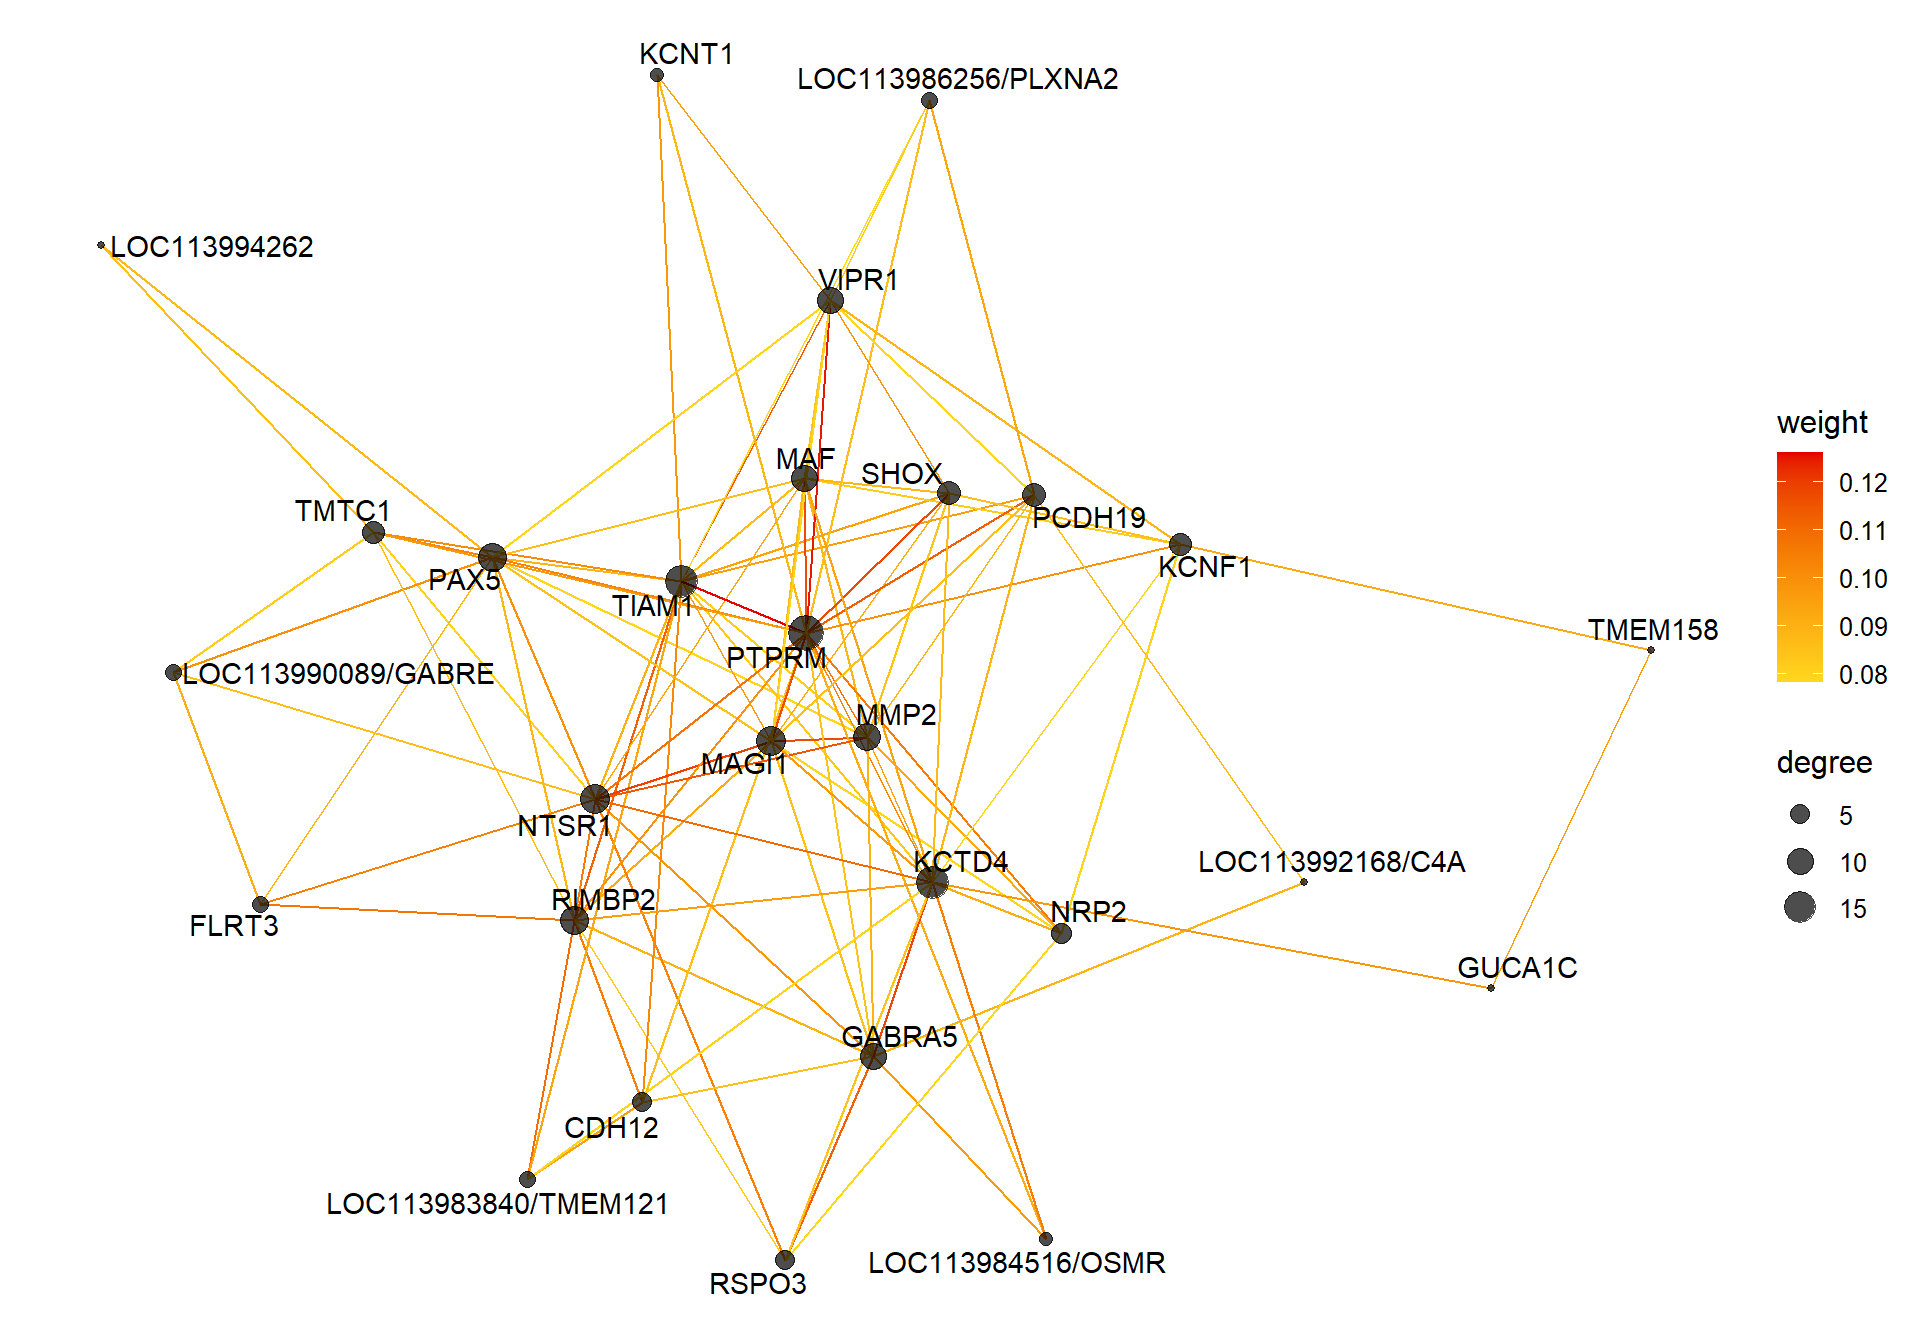 KCNT1
LOC113986256/PLXNA2
LOC113994262
VIPR1
weight
MAF
SHOX
0.12
TMTC1
PCDH19
0.11
KCNF1
PAX5
0.10
TIAM1
0.09
TMEM158
PTPRM
LOC113990089/GABRE
0.08
MMP2
MAGI1
degree
5
NTSR1
10
KCTD4
LOC113992168/C4A
RIMBP2
NRP2
15
FLRT3
GUCA1C
GABRA5
CDH12
LOC113983840/TMEM121
LOC113984516/OSMR
RSPO3